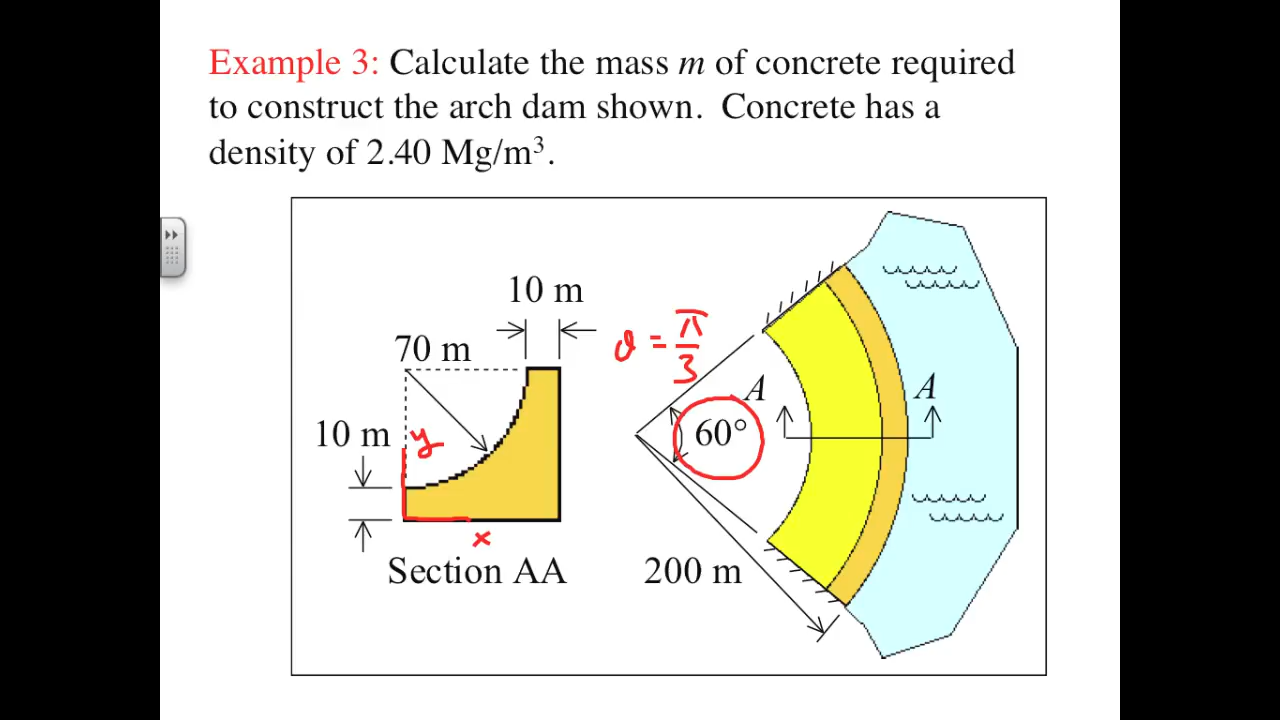 Example 3: Calculate the mass m of concrete required
to construct the arch dam shown. Concrete has a
density of 2.40 Mg/m³.
10 m
70 m
θ = π/3
A
A
10 m
y
60°
x
Section AA
200 m